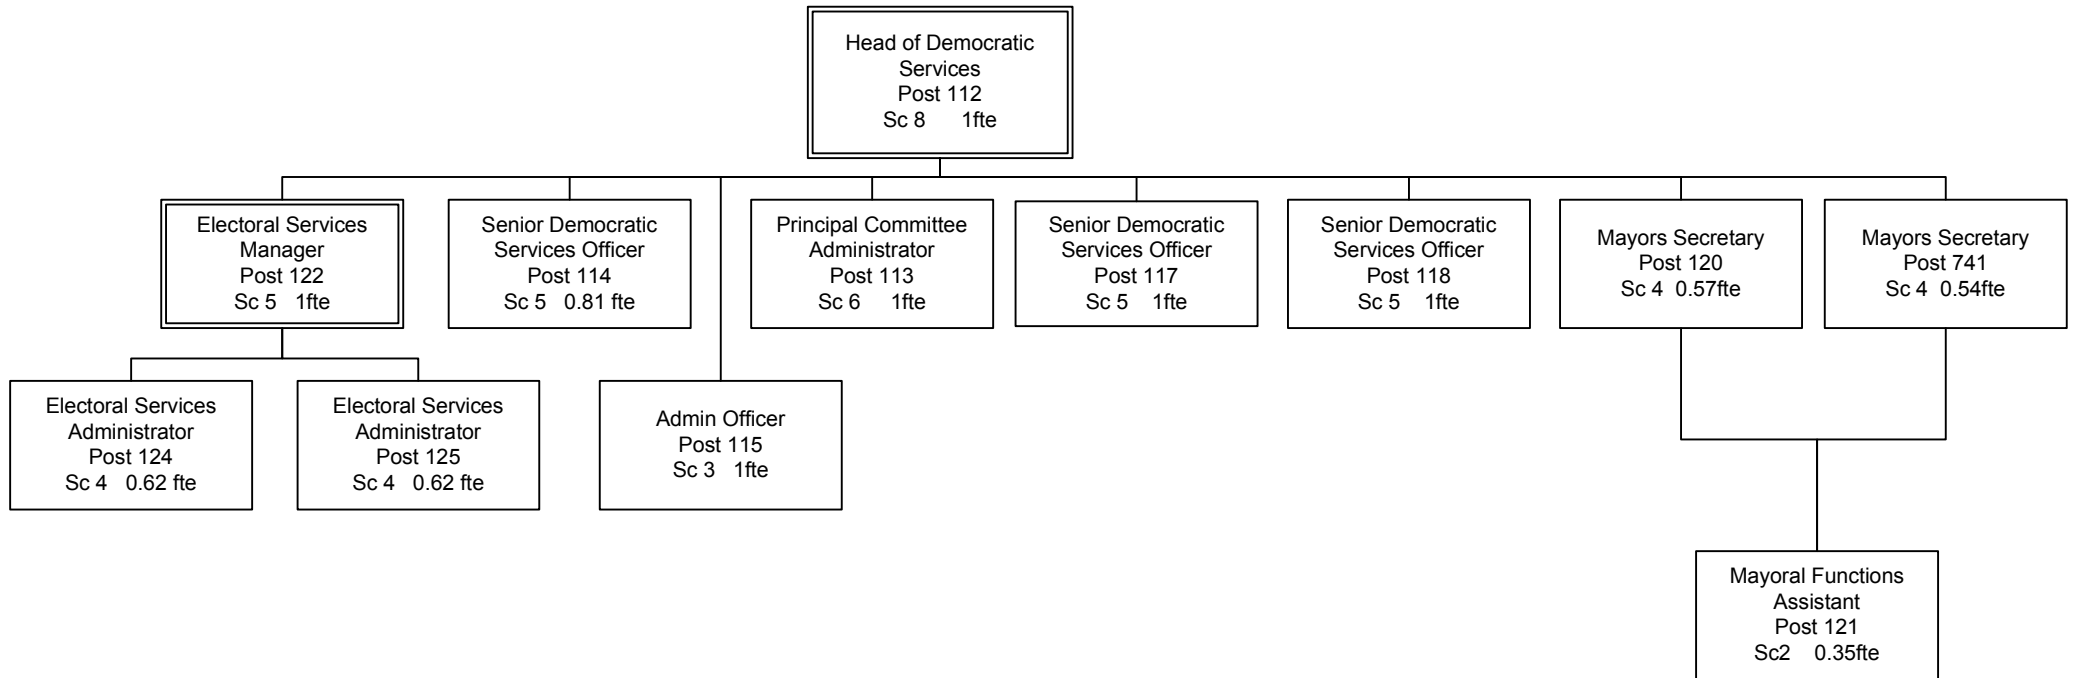 Head of Democratic
Services
Post 112
Sc 8 1fte
Electoral Services
Manager
Post 122
Sc 5 1fte
Senior Democratic
Services Officer
Post 114
Sc 5 0.81 fte
Principal Committee
Administrator
Post 113
Sc 6 1fte
Senior Democratic
Services Officer
Post 117
Sc 5 1fte
Senior Democratic
Services Officer
Post 118
Sc 5 1fte
Mayors Secretary
Post 120
Sc 4 0.57fte
Mayors Secretary
Post 741
Sc 4 0.54fte
Electoral Services
Administrator
Post 124
Sc 4 0.62 fte
Electoral Services
Administrator
Post 125
Sc 4 0.62 fte
Admin Officer
Post 115
Sc 3 1fte
Mayoral Functions
Assistant
Post 121
Sc2 0.35fte